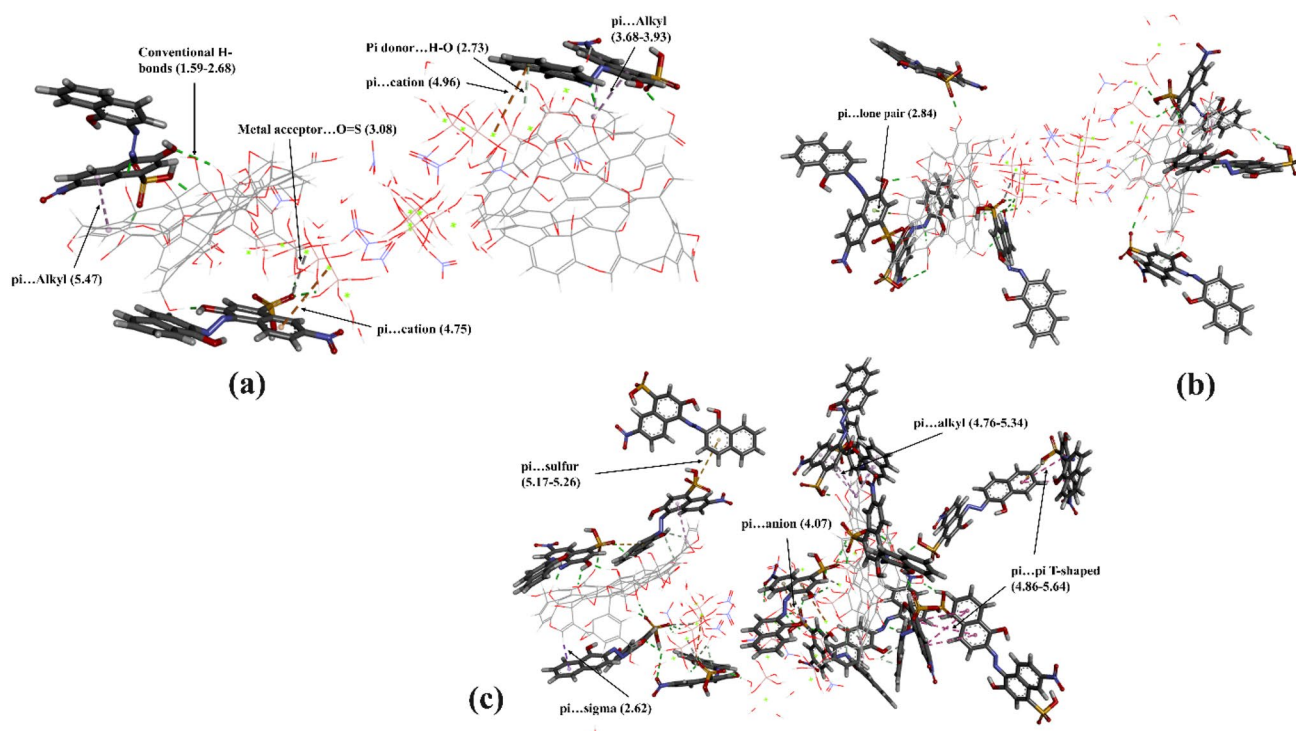 pi...Alkyl
(3.68-3.93)
Conventional H-
bonds (1.59-2.68)
Pi donor...H-O (2.73)
pi...cation (4.96)
Metal acceptor...O=S (3.08)
pi...Alkyl (5.47)
pi...cation (4.75)
(a)
pi...lone pair (2.84)
(b)
pi...alkyl (4.76-5.34)
pi...sulfur
(5.17-5.26)
pi...anion (4.07)
pi...pi T-shaped
(4.86-5.64)
pi...sigma (2.62)
(c)